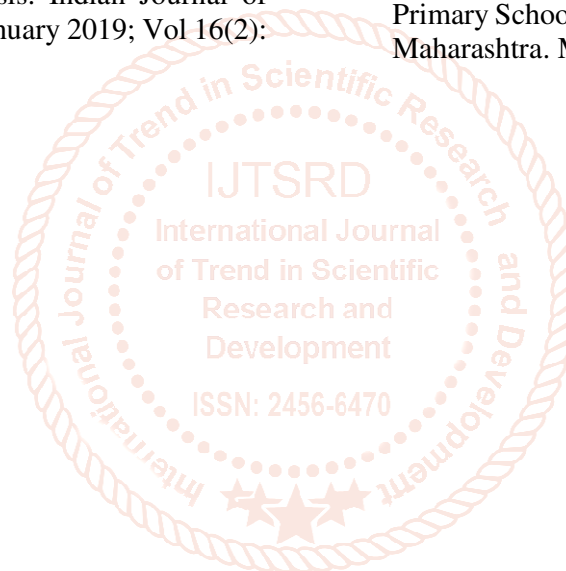 sis. Indian Journal of
nuary 2019; Vol 16(2):
Primary Schoo
Maharashtra. M
International Journal of Trend in Scientific Research and Development
IJTSRD
International Journal
of Trend in Scientific
Research and
Development
ISSN: 2456-6470